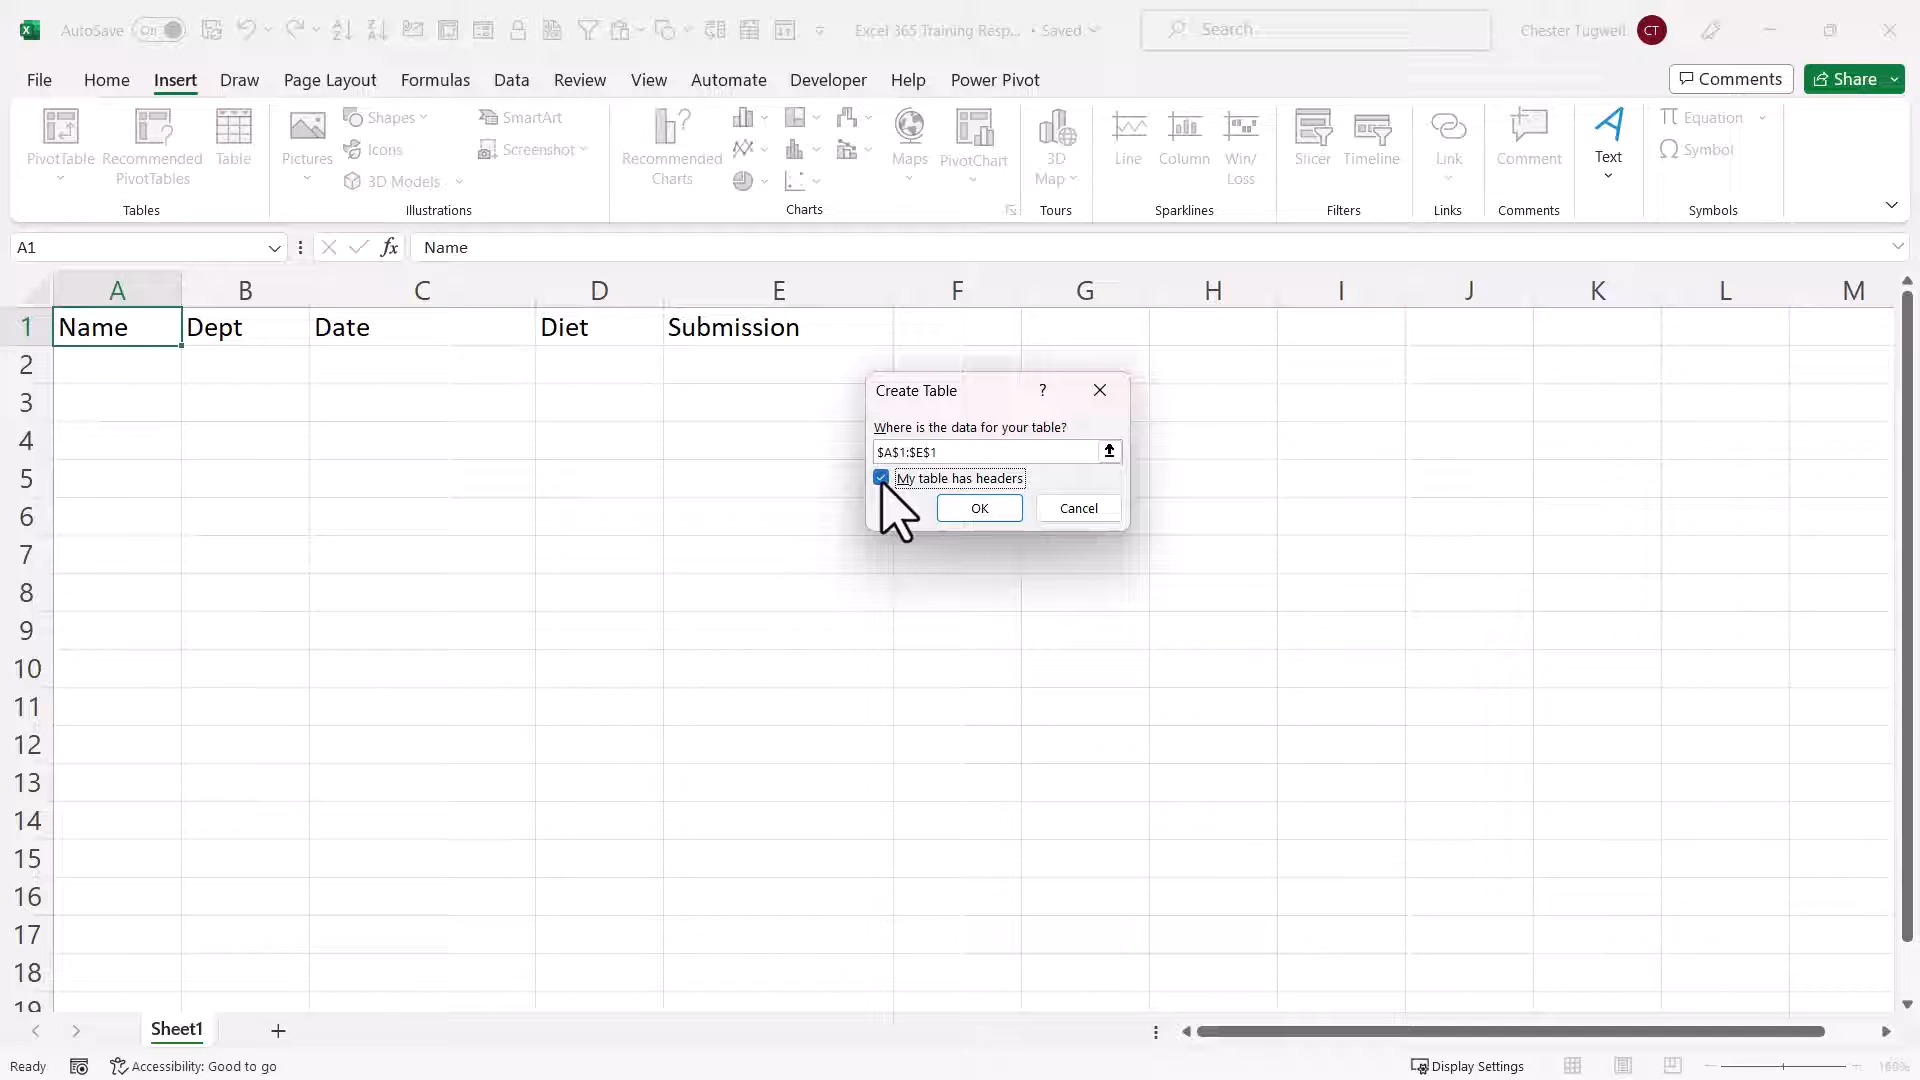 AutoSave On Excel 365 Training Resp... • Saved Search Chester Tugwell CT
File Home Insert Draw Page Layout Formulas Data Review View Automate Developer Help Power Pivot Comments Share
PivotTable Recommended PivotTables Table
Tables
Pictures Shapes Icons 3D Models SmartArt Screenshot
Illustrations
Recommended Charts Maps PivotChart
Charts
3D Map
Tours
Line Column Win/Loss
Sparklines
Slicer Timeline
Filters
Link
Links
Comment
Comments
Text
Equation
Symbol
Symbols
A1 fx Name
A B C D E F G H I J K L M
1 Name Dept Date Diet Submission
2
3
4
5
6
7
8
9
10
11
12
13
14
15
16
17
18
19
Create Table ?
Where is the data for your table?
$A$1:$E$1
My table has headers
OK Cancel
Sheet1
Ready Accessibility: Good to go Display Settings